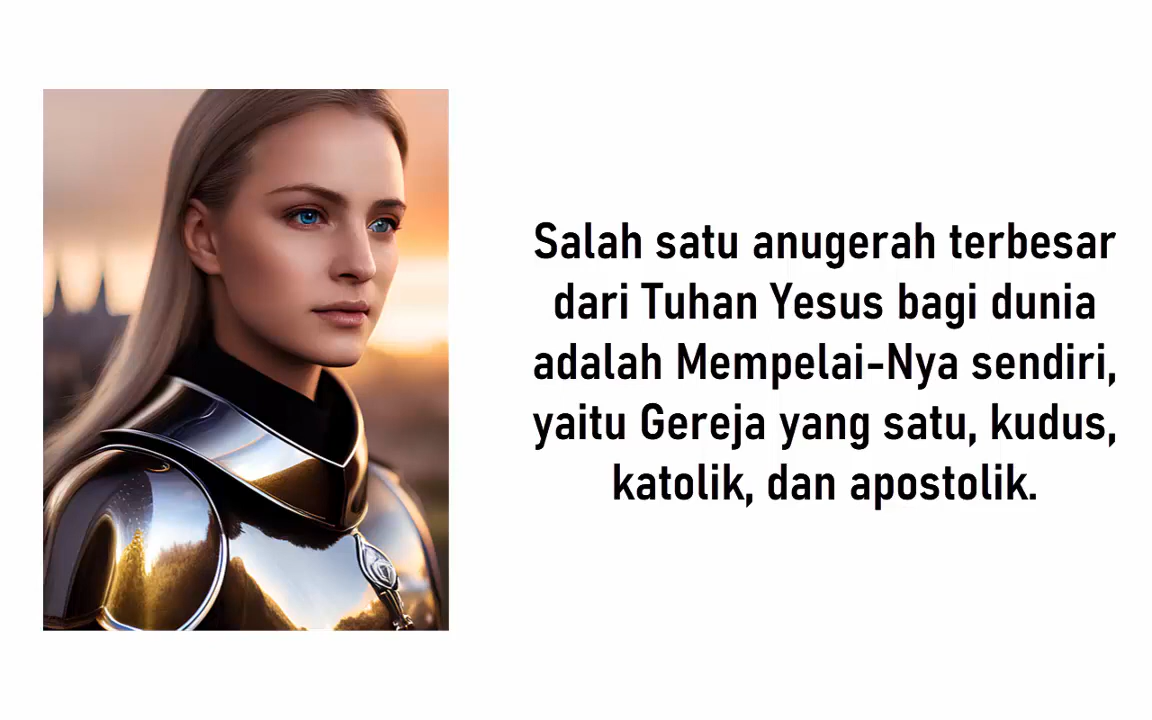 Salah satu anugerah terbesar
dari Tuhan Yesus bagi dunia
adalah Mempelai-Nya sendiri,
yaitu Gereja yang satu, kudus,
katolik, dan apostolik.